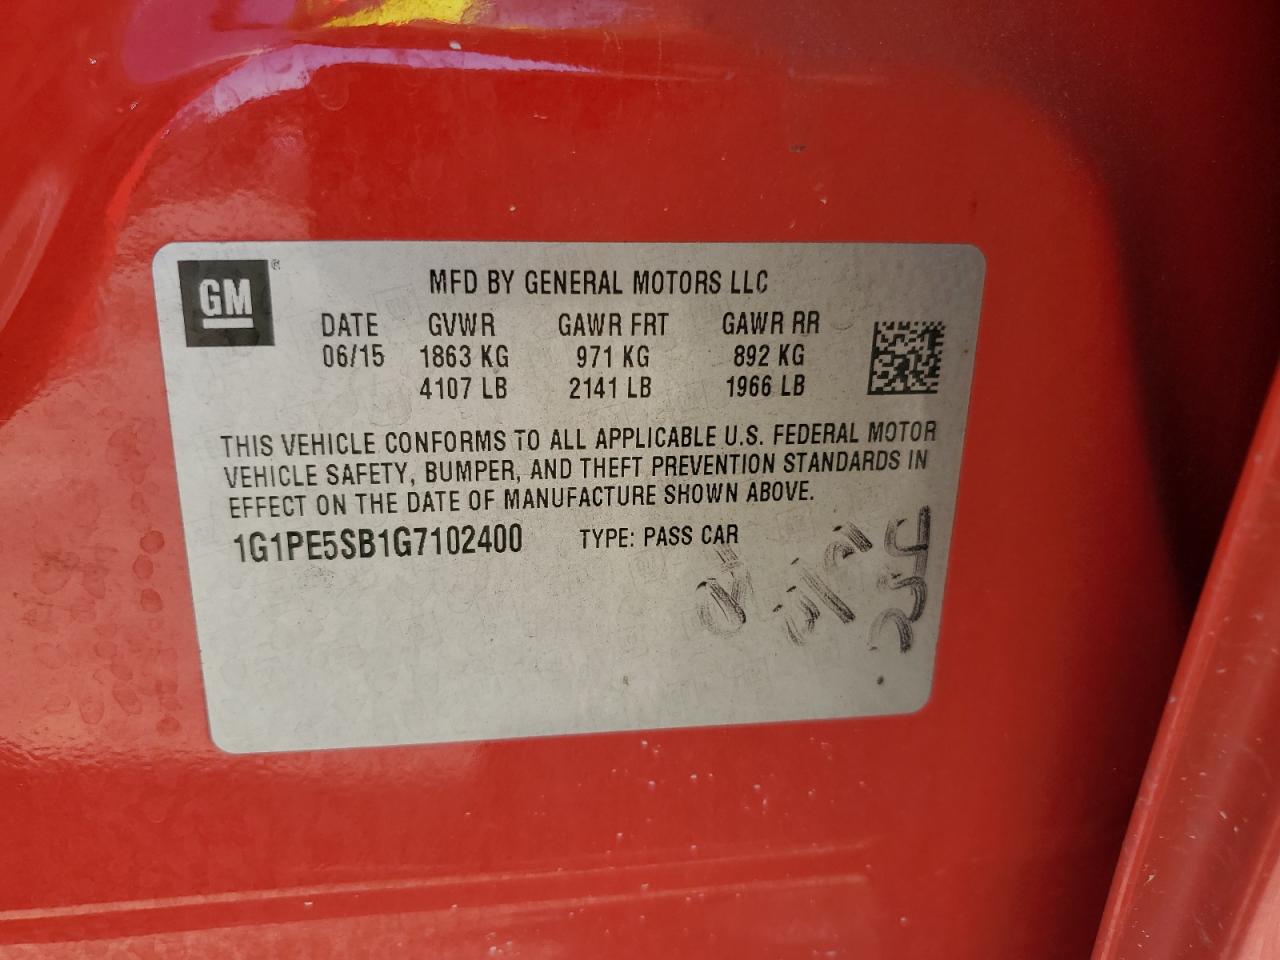 GM
MFD BY GENERAL MOTORS LLC
DATE GVWR GAWR FRT GAWR RR
06/15 1863 KG 971 KG 892 KG
4107 LB 2141 LB 1966 LB
THIS VEHICLE CONFORMS TO ALL APPLICABLE U.S. FEDERAL MOTOR
VEHICLE SAFETY, BUMPER, AND THEFT PREVENTION STANDARDS IN
EFFECT ON THE DATE OF MANUFACTURE SHOWN ABOVE.
1G1PE5SB1G7102400 TYPE: PASS CAR